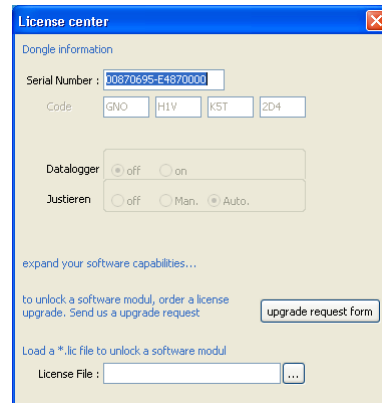 License center
Dongle information
Serial Number : 00870695-E4870000
Code GNO H1V K5T 2D4
Datalogger off on
Justieren off Man. Auto.
expand your software capabilities...
to unlock a software modul, order a license
upgrade. Send us a upgrade request
upgrade request form
Load a *.lic file to unlock a software modul
License File : ...